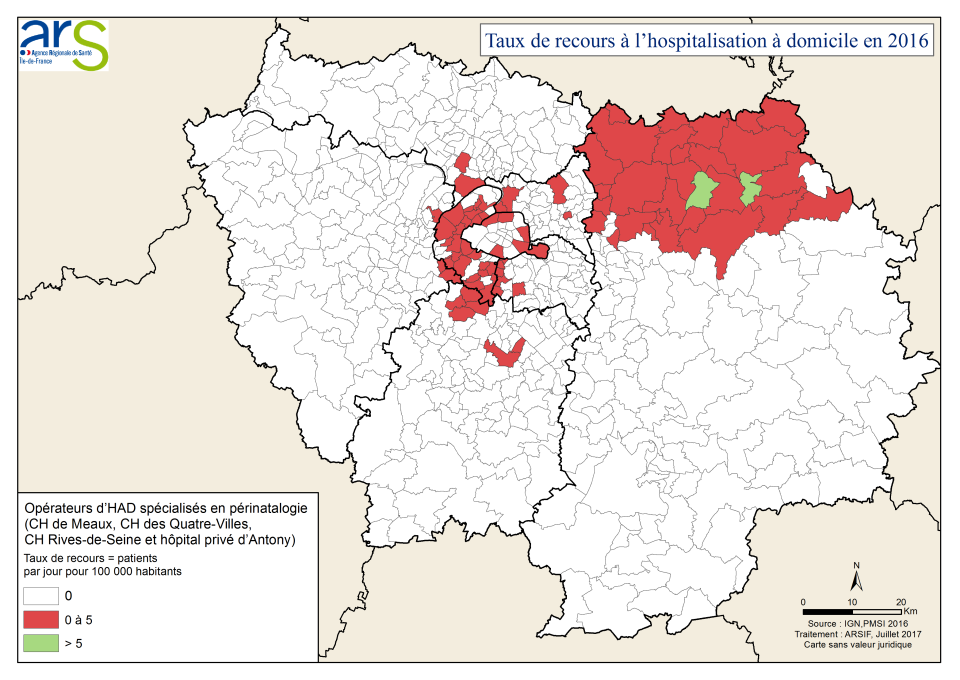 ars
Agence Régionale de Santé
Île-de-France
Taux de recours à l'hospitalisation à domicile en 2016
Opérateurs d'HAD spécialisés en périnatalogie
(CH de Meaux, CH des Quatre-Villes,
CH Rives-de-Seine et hôpital privé d'Antony)
Taux de recours = patients
par jour pour 100 000 habitants
0
0 à 5
> 5
N
0 10 20
Km
Source : IGN,PMSI 2016
Traitement : ARSIF, Juillet 2017
Carte sans valeur juridique